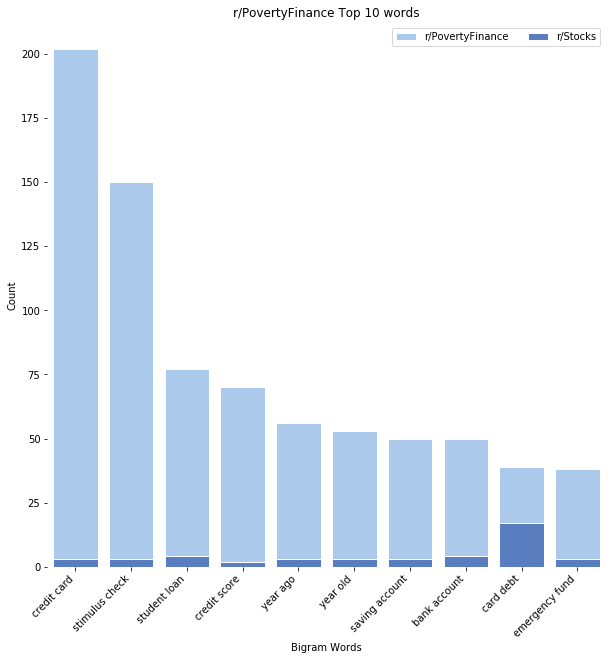 r/PovertyFinance Top 10 words
r/PovertyFinance r/Stocks
200
175
150
125
100
75
50
25
0
Count
credit card
stimulus check
student loan
credit score
year ago
year old
saving account
bank account
card debt
emergency fund
Bigram Words